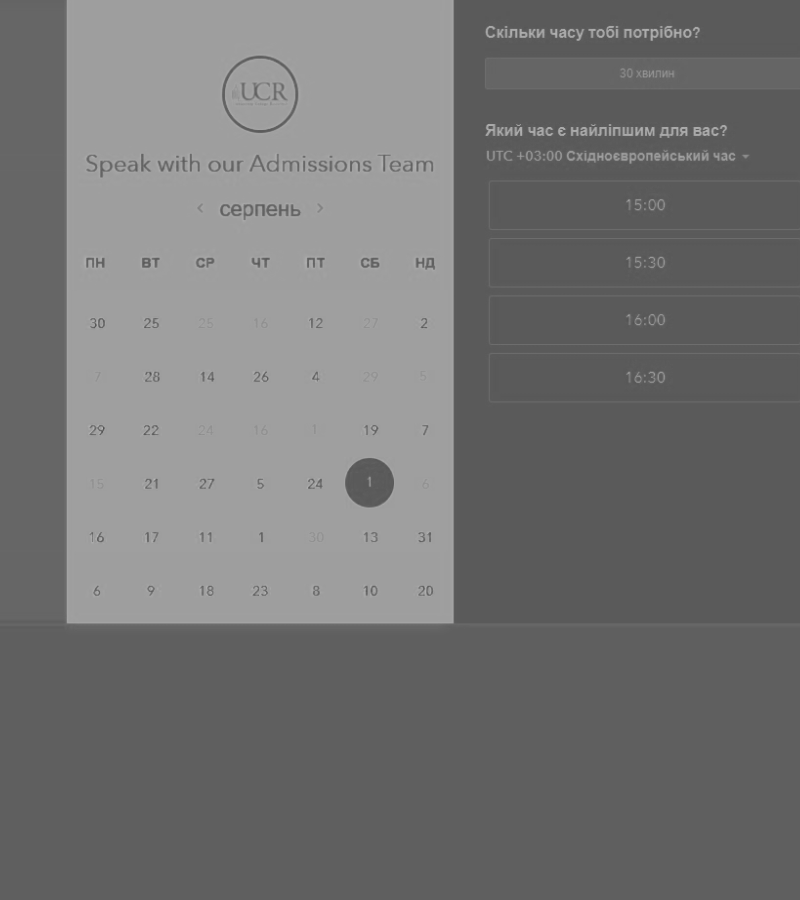 UCR
Speak with our Admissions Team
серпень
ПН ВТ СР ЧТ ПТ СБ НД
30 25 25 16 12 27 2
7 28 14 26 4 29 5
29 22 24 16 1 19 7
15 21 27 5 24 1 6
16 17 11 1 30 13 31
6 9 18 23 8 10 20
Скільки часу тобі потрібно?
30 хвилин
Який час є найліпшим для вас?
UTC +03:00 Східноєвропейський час
15:00
15:30
16:00
16:30